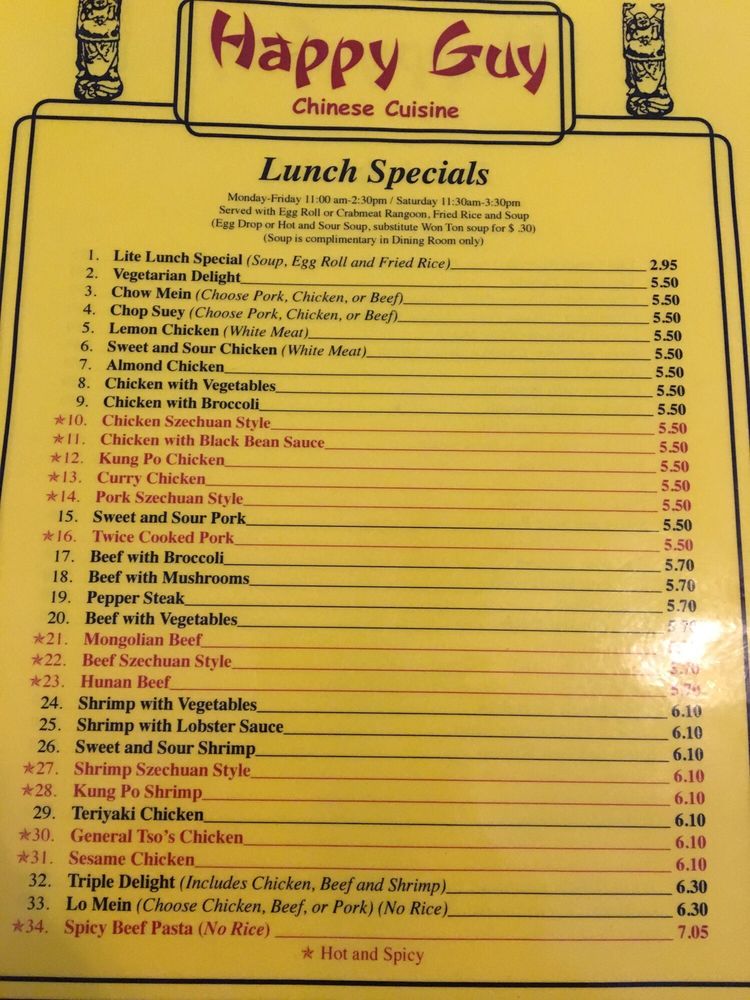 Happy Guy
Chinese Cuisine
Lunch Specials
Monday-Friday 11:00 am-2:30pm / Saturday 11:30am-3:30pm
Served with Egg Roll or Crabmeat Rangoon, Fried Rice and Soup
(Egg Drop or Hot and Sour Soup, substitute Won Ton soup for $ .30)
(Soup is complimentary in Dining Room only)
1. Lite Lunch Special (Soup, Egg Roll and Fried Rice) 2.95
2. Vegetarian Delight 5.50
3. Chow Mein (Choose Pork, Chicken, or Beef) 5.50
4. Chop Suey (Choose Pork, Chicken, or Beef) 5.50
5. Lemon Chicken (White Meat) 5.50
6. Sweet and Sour Chicken (White Meat) 5.50
7. Almond Chicken 5.50
8. Chicken with Vegetables 5.50
9. Chicken with Broccoli 5.50
*10. Chicken Szechuan Style 5.50
*11. Chicken with Black Bean Sauce 5.50
*12. Kung Po Chicken 5.50
*13. Curry Chicken 5.50
*14. Pork Szechuan Style 5.50
15. Sweet and Sour Pork 5.50
*16. Twice Cooked Pork 5.50
17. Beef with Broccoli 5.70
18. Beef with Mushrooms 5.70
19. Pepper Steak 5.70
20. Beef with Vegetables 5.70
*21. Mongolian Beef
*22. Beef Szechuan Style 5.70
*23. Hunan Beef 5.70
24. Shrimp with Vegetables 6.10
25. Shrimp with Lobster Sauce 6.10
26. Sweet and Sour Shrimp 6.10
*27. Shrimp Szechuan Style 6.10
*28. Kung Po Shrimp 6.10
29. Teriyaki Chicken 6.10
*30. General Tso's Chicken 6.10
*31. Sesame Chicken 6.10
32. Triple Delight (Includes Chicken, Beef and Shrimp) 6.30
33. Lo Mein (Choose Chicken, Beef, or Pork) (No Rice) 6.30
*34. Spicy Beef Pasta (No Rice) 7.05
* Hot and Spicy